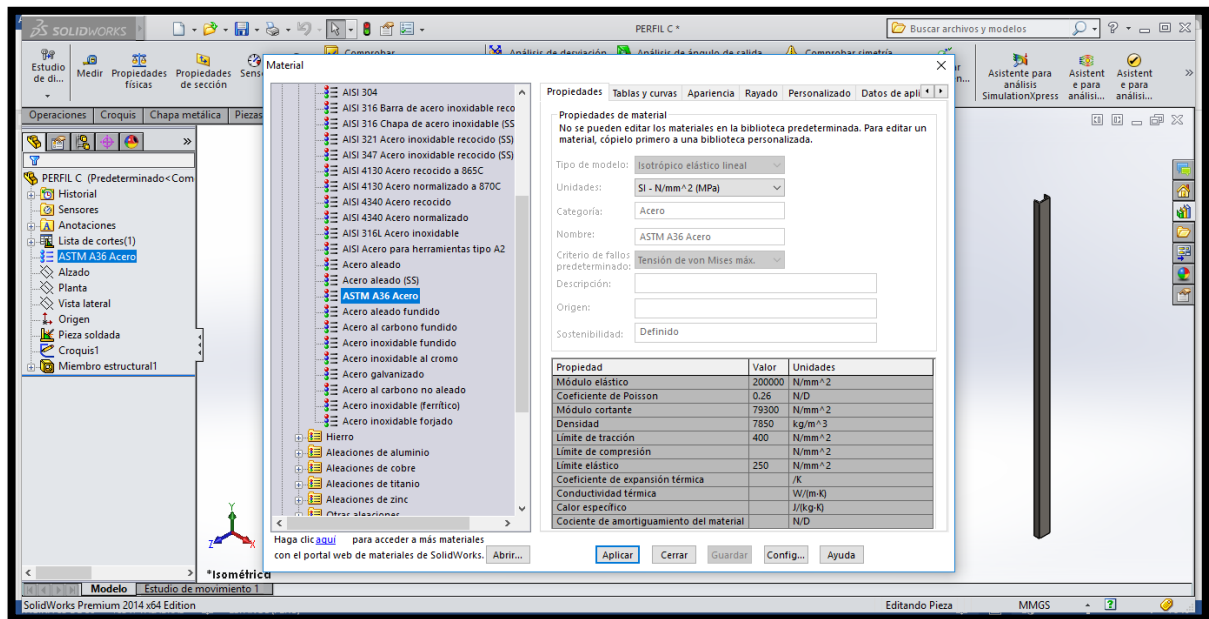 SOLIDWORKS
PERFIL C *
Buscar archivos y modelos
Estudio de di...
Medir
Propiedades físicas
Propiedades de sección
Comprobar
Análisis de desviación
Análisis de ángulo de salida
Comprobar simetría
Asistente para análisis SimulationXpress
Asistent e para análisi...
Asistent e para análisi...
Operaciones
Croquis
Chapa metálica
Piezas
PERFIL C (Predeterminado<Com
Historial
Sensores
Anotaciones
Lista de cortes(1)
ASTM A36 Acero
Alzado
Planta
Vista lateral
Origen
Pieza soldada
Croquis1
Miembro estructural1
Material
AISI 304
AISI 316 Barra de acero inoxidable reco
AISI 316 Chapa de acero inoxidable (SS
AISI 321 Acero inoxidable recocido (SS)
AISI 347 Acero inoxidable recocido (SS)
AISI 4130 Acero recocido a 865C
AISI 4130 Acero normalizado a 870C
AISI 4340 Acero recocido
AISI 4340 Acero normalizado
AISI 316L Acero inoxidable
AISI Acero para herramientas tipo A2
Acero aleado
Acero aleado (SS)
ASTM A36 Acero
Acero aleado fundido
Acero al carbono fundido
Acero inoxidable fundido
Acero inoxidable al cromo
Acero galvanizado
Acero al carbono no aleado
Acero inoxidable (ferrítico)
Acero inoxidable forjado
Hierro
Aleaciones de aluminio
Aleaciones de cobre
Aleaciones de titanio
Aleaciones de zinc
Otras aleaciones
Haga clic aquí para acceder a más materiales
con el portal web de materiales de SolidWorks.
Abrir...
Propiedades
Tablas y curvas
Apariencia
Rayado
Personalizado
Datos de apli
Propiedades de material
No se pueden editar los materiales en la biblioteca predeterminada. Para editar un
material, cópielo primero a una biblioteca personalizada.
Tipo de modelo: Isotrópico elástico lineal
Unidades: SI - N/mm^2 (MPa)
Categoría: Acero
Nombre: ASTM A36 Acero
Criterio de fallos predeterminado: Tensión de von Mises máx.
Descripción:
Origen:
Sostenibilidad: Definido
Propiedad Valor Unidades
Módulo elástico 200000 N/mm^2
Coeficiente de Poisson 0.26 N/D
Módulo cortante 79300 N/mm^2
Densidad 7850 kg/m^3
Límite de tracción 400 N/mm^2
Límite de compresión N/mm^2
Límite elástico 250 N/mm^2
Coeficiente de expansión térmica /K
Conductividad térmica W/(m·K)
Calor específico J/(kg·K)
Cociente de amortiguamiento del material N/D
Aplicar
Cerrar
Guardar
Config...
Ayuda
Y
Z
X
*Isométrica
Modelo
Estudio de movimiento 1
SolidWorks Premium 2014 x64 Edition
Editando Pieza
MMGS